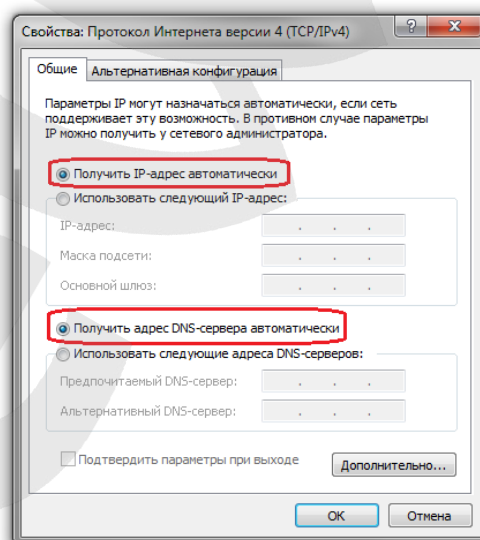 Свойства: Протокол Интернета версии 4 (TCP/IPv4)
Общие
Альтернативная конфигурация
Параметры IP могут назначаться автоматически, если сеть
поддерживает эту возможность. В противном случае параметры
IP можно получить у сетевого администратора.
Получить IP-адрес автоматически
Использовать следующий IP-адрес:
IP-адрес:
Маска подсети:
Основной шлюз:
Получить адрес DNS-сервера автоматически
Использовать следующие адреса DNS-серверов:
Предпочитаемый DNS-сервер:
Альтернативный DNS-сервер:
Подтвердить параметры при выходе
Дополнительно...
ОК
Отмена